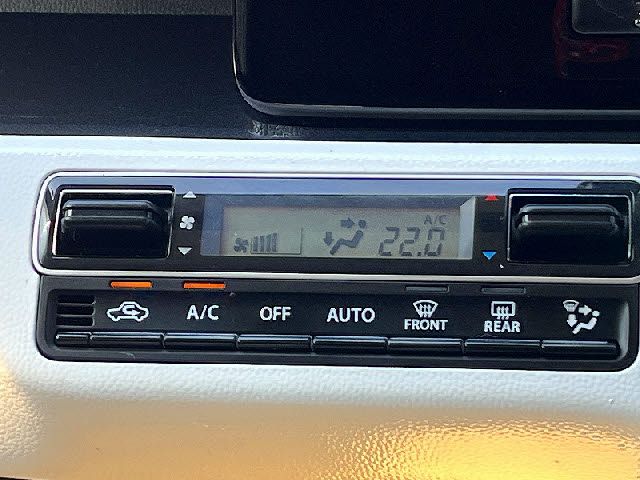 A/C
22.0
A/C
OFF
AUTO
FRONT
REAR